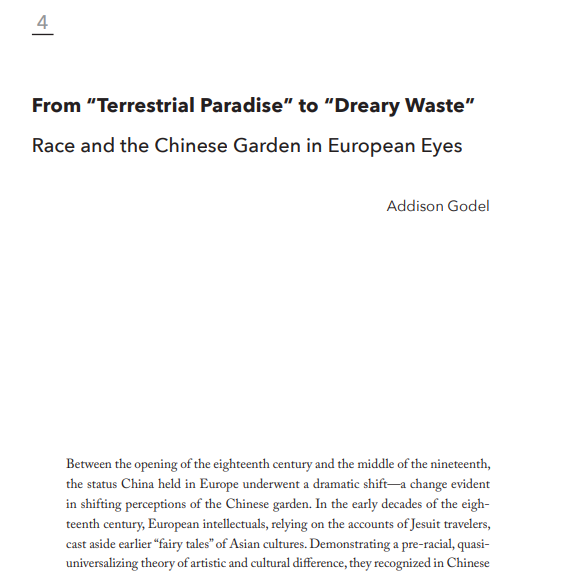 4
From “Terrestrial Paradise” to “Dreary Waste”
Race and the Chinese Garden in European Eyes
Addison Godel
Between the opening of the eighteenth century and the middle of the nineteenth,
the status China held in Europe underwent a dramatic shift—a change evident
in shifting perceptions of the Chinese garden. In the early decades of the eigh-
teenth century, European intellectuals, relying on the accounts of Jesuit travelers,
cast aside earlier “fairy tales” of Asian cultures. Demonstrating a pre-racial, quasi-
universalizing theory of artistic and cultural difference, they recognized in Chinese